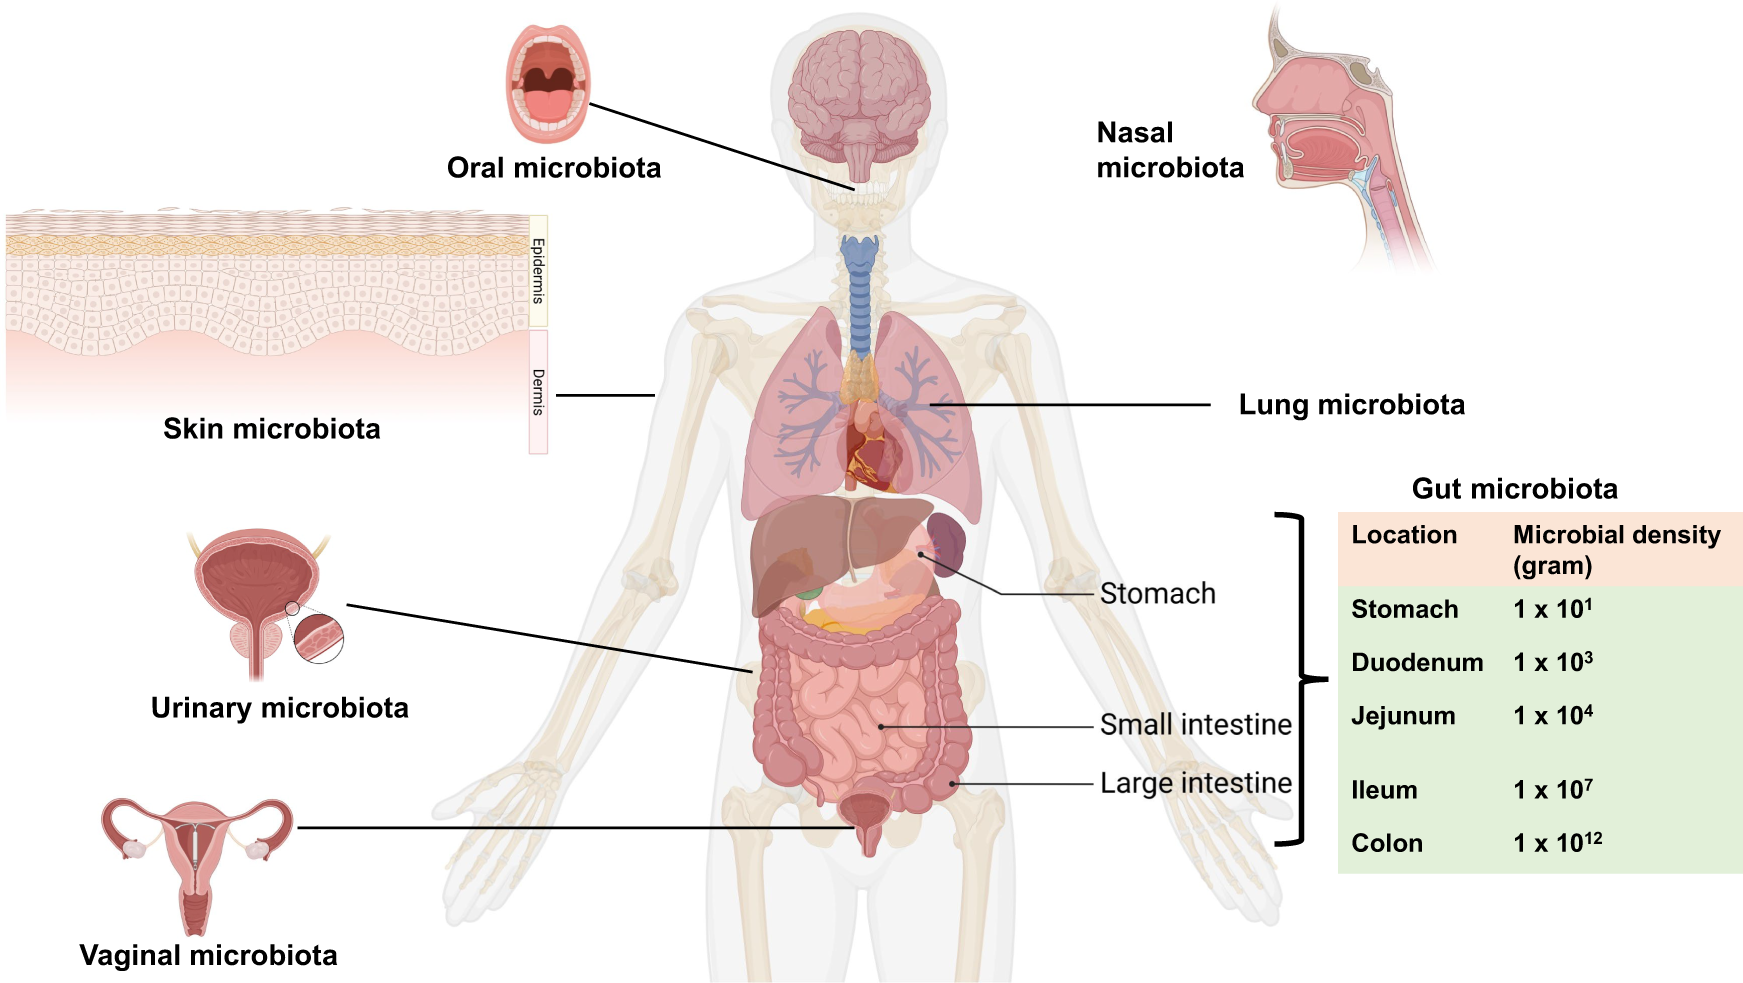 Oral microbiota
Nasal
microbiota
Epidermis
Dermis
Skin microbiota
Lung microbiota
Gut microbiota
Location Microbial density
(gram)
Stomach 1 x 10¹
Duodenum 1 x 10³
Jejunum 1 x 10⁴
Ileum 1 x 10⁷
Colon 1 x 10¹²
Stomach
Small intestine
Large intestine
Urinary microbiota
Vaginal microbiota